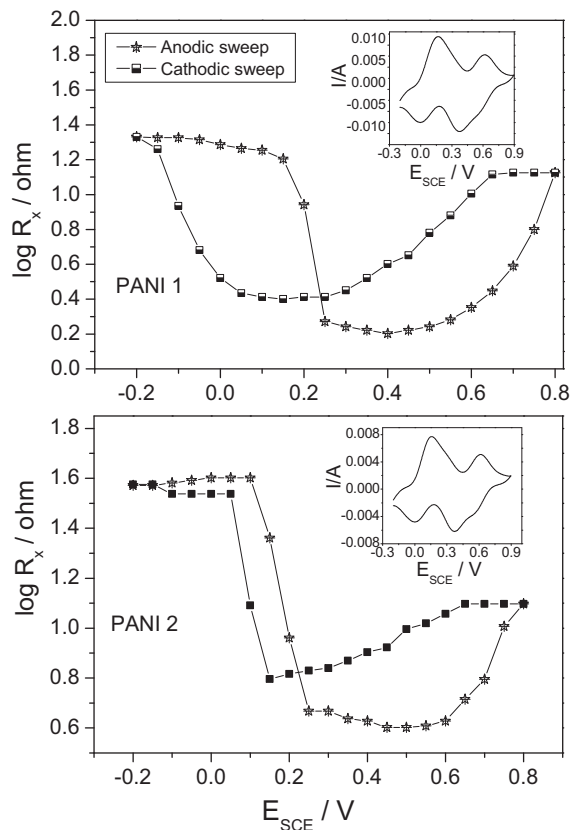 2.0
1.8
1.6
1.4
1.2
1.0
0.8
0.6
0.4
0.2
0.0
log Rₓ / ohm
Anodic sweep
Cathodic sweep
PANI 1
0.010
0.005
0.000
-0.005
-0.010
I/A
-0.3 0.0 0.3 0.6 0.9
E_SCE / V
-0.2 0.0 0.2 0.4 0.6 0.8
1.8
1.6
1.4
1.2
1.0
0.8
0.6
log Rₓ / ohm
PANI 2
0.008
0.004
0.000
-0.004
-0.008
I/A
-0.3 0.0 0.3 0.6 0.9
E_SCE / V
-0.2 0.0 0.2 0.4 0.6 0.8
E_SCE / V